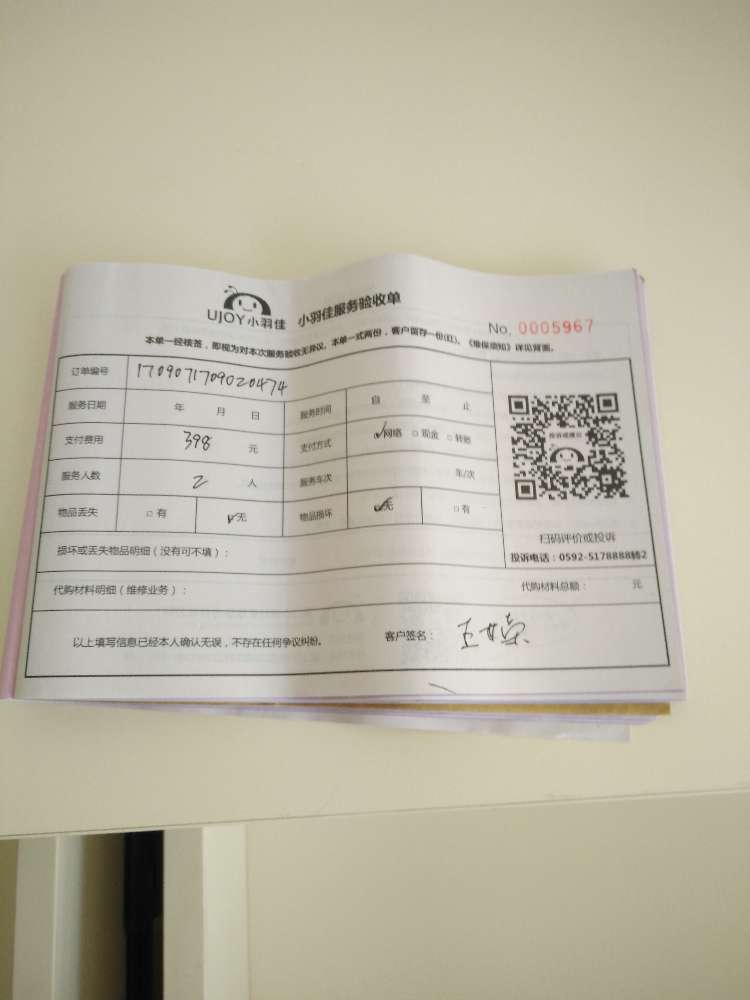 UJOY小羽佳 小羽佳服务验收单
No. 0005967
本单一经核签，即视为对本次服务验收无异议。本单一式两份，客户留存一份(红)。《维保须知》详见背面。
订单编号 1709071709020474
服务日期 年 月 日 服务时间 自 至 止
支付费用 398 元 支付方式 ✓网络 □现金 □转账
服务人数 2 人 服务车次 车/次
物品丢失 □有 ✓无 物品损坏 ✓无 □有
扫码评价或投诉
投诉电话：0592-5178888转2
损坏或丢失物品明细（没有可不填）：
代购材料明细（维修业务）： 代购材料总额： 元
以上填写信息已经本人确认无误，不存在任何争议纠纷。 客户签名： 王